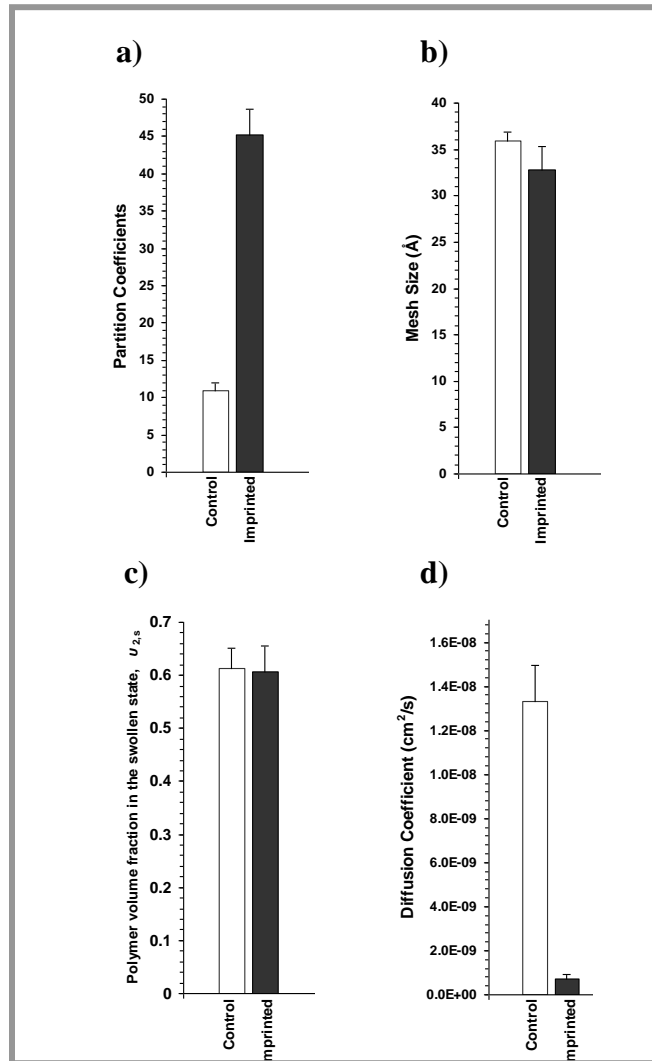 a)
50
45
40
35
30
25
20
15
10
5
0
Partition Coefficients
Control
Imprinted
b)
40
35
30
25
20
15
10
5
0
Mesh Size (Å)
Control
Imprinted
c)
0.7
0.6
0.5
0.4
0.3
0.2
0.1
0
Polymer volume fraction in the swollen state, υ2,s
Control
mprinted
d)
1.6E-08
1.4E-08
1.2E-08
1.0E-08
8.0E-09
6.0E-09
4.0E-09
2.0E-09
0.0E+00
Diffusion Coefficient (cm²/s)
Control
Imprinted